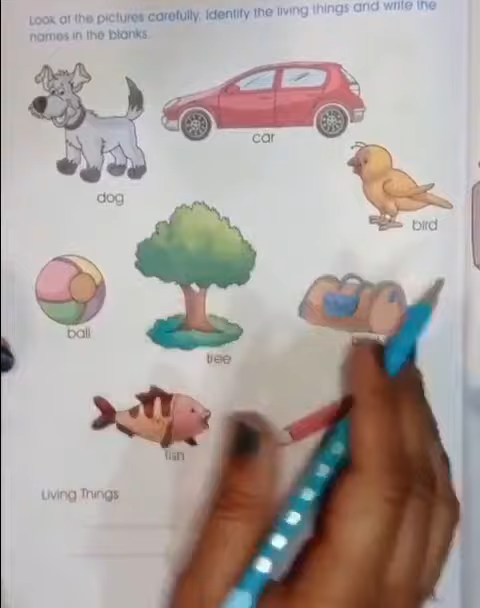 Look at the pictures carefully. Identify the living things and write the
names in the blanks.
car
dog
bird
ball
tree
fish
Living Things